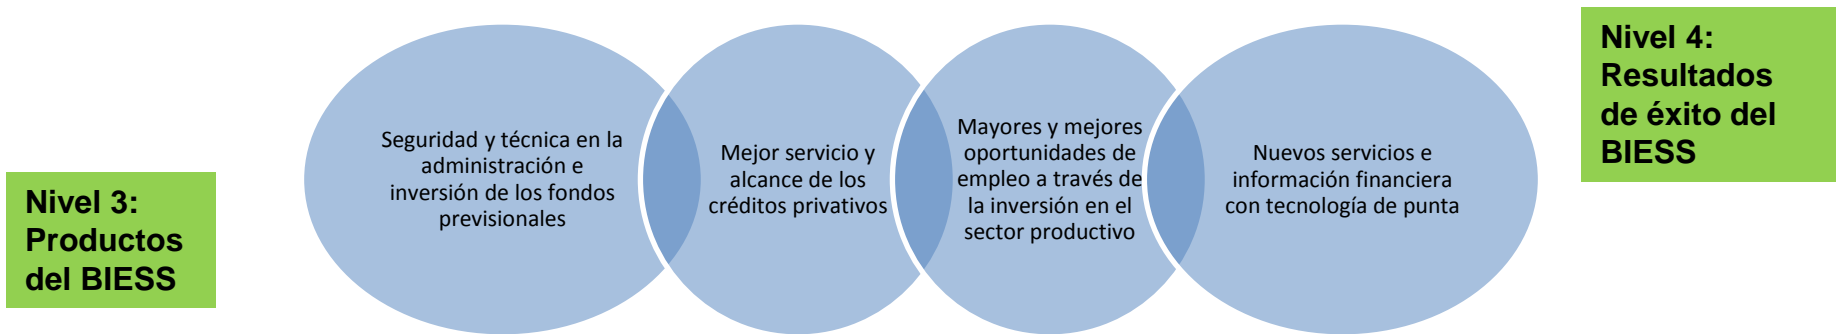 Nivel 3:
Productos
del BIESS
Seguridad y técnica en la
administración e
inversión de los fondos
previsionales
Mejor servicio y
alcance de los
créditos privativos
Mayores y mejores
oportunidades de
empleo a través de
la inversión en el
sector productivo
Nuevos servicios e
información financiera
con tecnología de punta
Nivel 4:
Resultados
de éxito del
BIESS